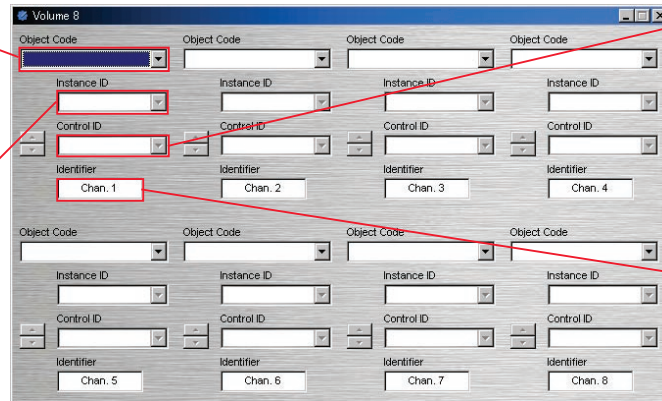 Volume 8
Object Code Object Code Object Code Object Code
Instance ID Instance ID Instance ID Instance ID
Control ID Control ID Control ID Control ID
Identifier Identifier Identifier Identifier
Chan. 1 Chan. 2 Chan. 3 Chan. 4
Object Code Object Code Object Code Object Code
Instance ID Instance ID Instance ID Instance ID
Control ID Control ID Control ID Control ID
Identifier Identifier Identifier Identifier
Chan. 5 Chan. 6 Chan. 7 Chan. 8